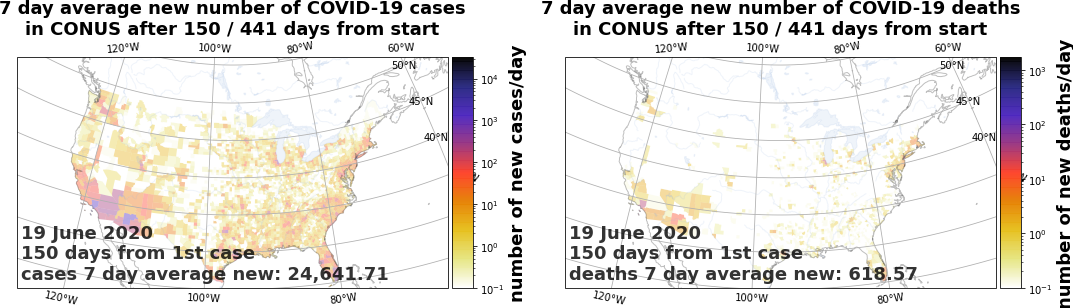 7 day average new number of COVID-19 cases
in CONUS after 150 / 441 days from start
120°W 100°W 80°W 60°W
50°N
45°N
40°N
10⁴
10³
10²
10¹
10⁰
10⁻¹
number of new cases/day
19 June 2020
150 days from 1st case
cases 7 day average new: 24,641.71
120°W 100°W 80°W
7 day average new number of COVID-19 deaths
in CONUS after 150 / 441 days from start
120°W 100°W 80°W 60°W
50°N
45°N
40°N
10³
10²
10¹
10⁰
10⁻¹
number of new deaths/day
19 June 2020
150 days from 1st case
deaths 7 day average new: 618.57
120°W 100°W 80°W